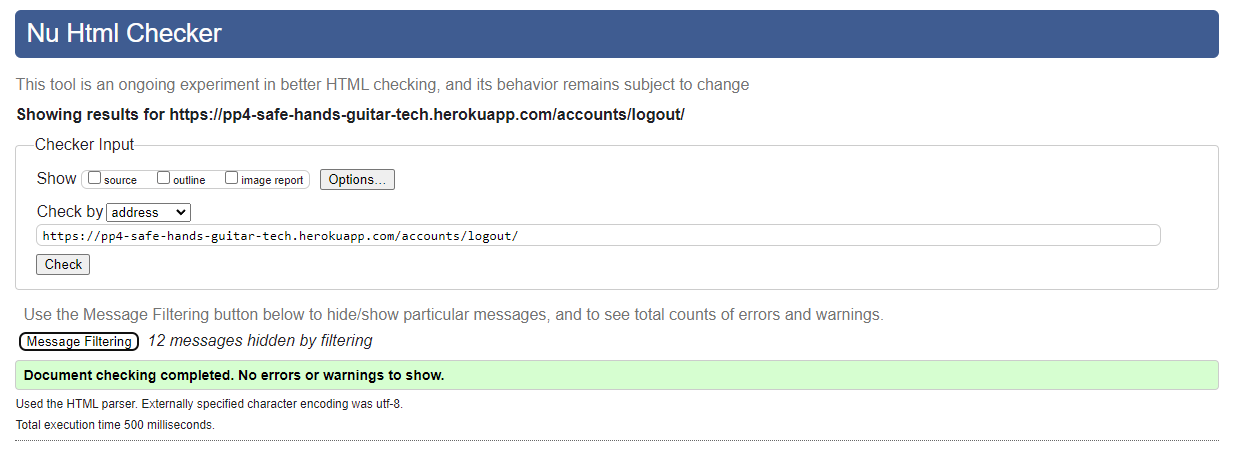 Nu Html Checker
This tool is an ongoing experiment in better HTML checking, and its behavior remains subject to change
Showing results for https://pp4-safe-hands-guitar-tech.herokuapp.com/accounts/logout/
Checker Input
Show source outline image report Options...
Check by address
https://pp4-safe-hands-guitar-tech.herokuapp.com/accounts/logout/
Check
Use the Message Filtering button below to hide/show particular messages, and to see total counts of errors and warnings.
Message Filtering 12 messages hidden by filtering
Document checking completed. No errors or warnings to show.
Used the HTML parser. Externally specified character encoding was utf-8.
Total execution time 500 milliseconds.